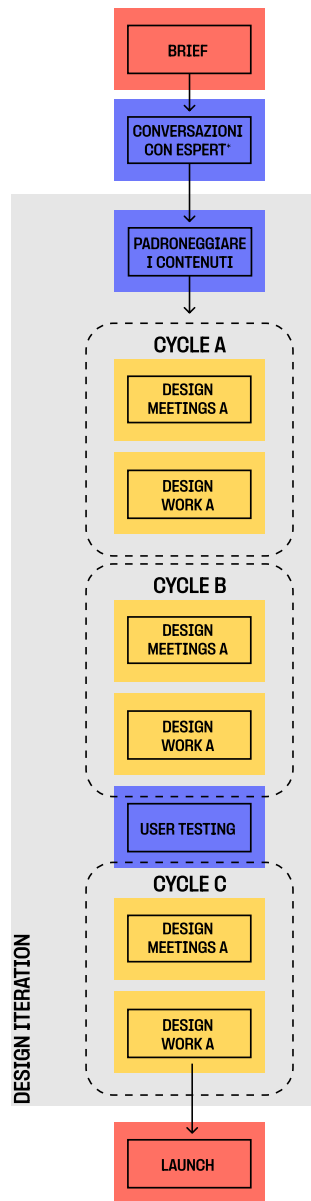 BRIEF
CONVERSAZIONI
CON ESPERT*
PADRONEGGIARE
I CONTENUTI
CYCLE A
DESIGN
MEETINGS A
DESIGN
WORK A
CYCLE B
DESIGN
MEETINGS A
DESIGN
WORK A
USER TESTING
CYCLE C
DESIGN
MEETINGS A
DESIGN
WORK A
DESIGN ITERATION
LAUNCH